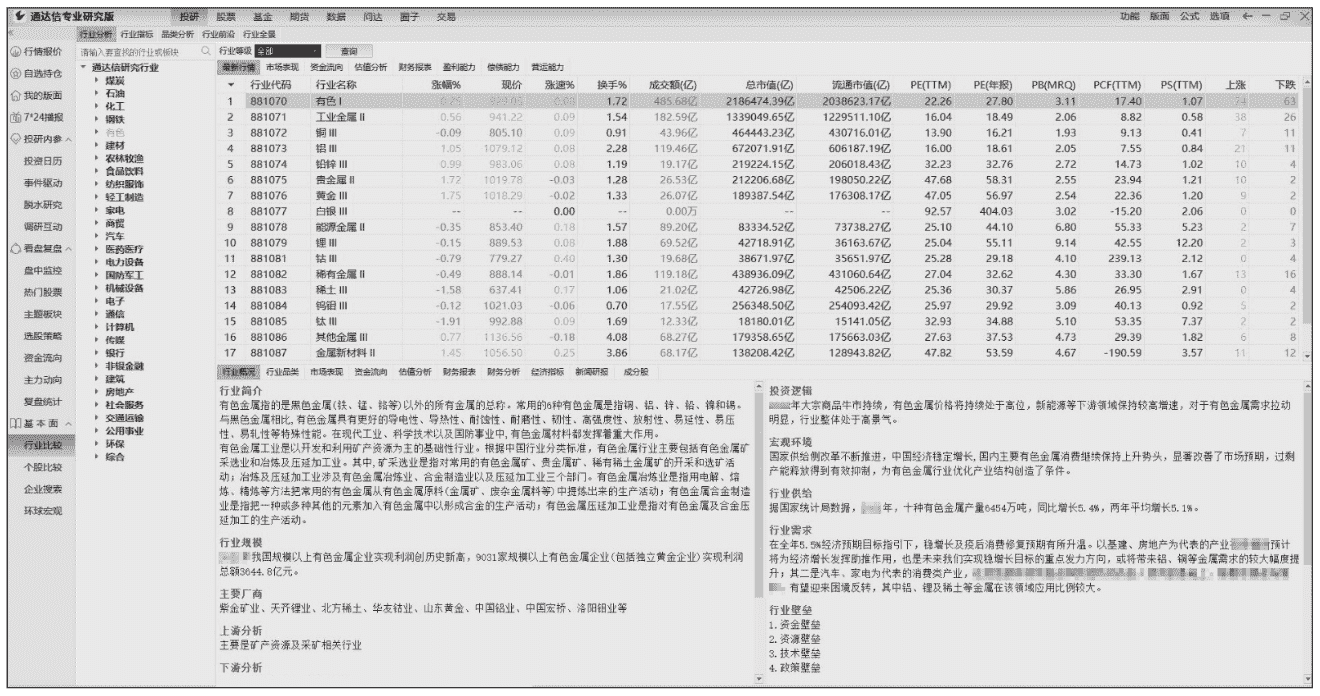 通达信专业研究版 投研 股票 基金 期货 数据 问达 圈子 交易 功能 版面 公式 选项
行业分析 行业指标 品类分析 行业前沿 行业全景
行情报价
自选持仓
我的版面
7*24播报
投研内参
投资日历
事件驱动
脱水研究
调研互动
看盘复盘
盘中监控
热门股票
主题板块
选股策略
资金流向
主力动向
复盘统计
基本面
行业比较
个股比较
企业搜索
环球宏观
请输入要查找的行业或板块
通达信研究行业
煤炭
石油
化工
钢铁
有色
建材
农林牧渔
食品饮料
纺织服饰
轻工制造
家电
商贸
汽车
医药医疗
电力设备
国防军工
机械设备
电子
通信
计算机
传媒
银行
非银金融
建筑
房地产
社会服务
交通运输
公用事业
环保
综合
行业等级 全部 查询
最新行情 市场表现 资金流向 估值分析 财务报表 盈利能力 偿债能力 营运能力
行业代码 行业名称 涨幅% 现价 涨速% 换手% 成交额(亿) 总市值(亿) 流通市值(亿) PE(TTM) PE(年报) PB(MRQ) PCF(TTM) PS(TTM) 上涨 下跌
1 881070 有色 I 1.72 485.68亿 2186474.39亿 2038623.17亿 22.26 27.80 3.11 17.40 1.07 74 63
2 881071 工业金属 II 0.56 941.22 0.09 1.54 182.59亿 1339049.65亿 1229511.10亿 16.04 18.49 2.06 8.82 0.58 38 26
3 881072 铜 III -0.09 805.10 0.09 0.91 43.96亿 464443.23亿 430716.01亿 13.90 16.21 1.93 9.13 0.41 7 11
4 881073 铝 III 1.05 1079.12 0.08 2.28 119.46亿 672071.91亿 606187.19亿 16.00 18.61 2.05 7.55 0.84 21 11
5 881074 铅锌 III 0.99 983.06 0.08 1.19 19.17亿 219224.15亿 206018.43亿 32.23 32.76 2.72 14.73 1.02 10 4
6 881075 贵金属 II 1.72 1019.78 -0.03 1.28 26.53亿 212206.68亿 198050.22亿 47.68 58.31 2.55 23.94 1.21 10 2
7 881076 黄金 III 1.75 1018.29 -0.02 1.33 26.07亿 189387.54亿 176308.17亿 47.05 56.97 2.54 22.36 1.20 9 2
8 881077 白银 III -- -- 0.00 -- 0.00万 -- -- 92.57 404.03 3.02 -15.20 2.06 0 0
9 881078 能源金属 II -0.35 853.40 0.18 1.57 89.20亿 83334.52亿 73738.27亿 25.10 44.10 6.80 55.33 5.23 2 7
10 881079 锂 III -0.15 889.53 0.08 1.88 69.52亿 42718.91亿 36163.67亿 25.04 55.11 9.14 42.55 12.20 2 3
11 881081 钴 III -0.79 779.27 0.40 1.30 19.68亿 38671.97亿 35651.97亿 25.28 29.18 4.10 239.13 2.12 0 4
12 881082 稀有金属 II -0.49 888.14 -0.01 1.86 119.18亿 438936.09亿 431060.64亿 27.04 32.62 4.30 33.30 1.67 13 16
13 881083 稀土 III -1.58 637.41 0.17 1.06 21.02亿 42726.98亿 42506.22亿 25.36 30.37 5.86 26.95 2.91 0 4
14 881084 钨钼 III -0.12 1021.03 -0.06 0.70 17.55亿 256348.50亿 254093.42亿 25.97 29.92 3.09 40.13 0.92 5 2
15 881085 钛 III -1.91 992.88 0.09 1.69 12.33亿 18180.01亿 15141.05亿 32.93 34.88 5.10 53.35 7.37 2 2
16 881086 其他金属 III 0.77 1136.56 -0.18 4.08 68.27亿 179358.65亿 175663.03亿 27.63 37.53 4.73 29.39 1.82 6 8
17 881087 金属新材料 II 1.45 1056.50 0.25 3.86 68.17亿 138208.42亿 128943.82亿 47.82 53.59 4.67 -190.59 3.57 11 12
行业概况 行业品类 市场表现 资金流向 估值分析 财务报表 财务分析 经济指标 新闻研报 成分股
行业简介
有色金属指的是黑色金属(铁、锰、铬等)以外的所有金属的总称。常用的6种有色金属是指铜、铝、锌、铅、镍和锡。
与黑色金属相比,有色金属具有更好的导电性、导热性、耐蚀性、耐磨性、韧性、高强度性、放射性、易延性、易压
性、易轧性等特殊性能。在现代工业、科学技术以及国防事业中,有色金属材料都发挥着重大作用。
有色金属工业是以开发和利用矿产资源为主的基础性行业。根据中国行业分类标准，有色金属行业主要包括有色金属矿
采选业和冶炼及压延加工业。其中,矿采选业是指对常用的有色金属矿、贵金属矿、稀有稀土金属矿的开采和选矿活
动；冶炼及压延加工业涉及有色金属冶炼业、合金制造业以及压延加工业三个部门。有色金属冶炼业是指用电解、熔
炼、精炼等方法把常用的有色金属从有色金属原料(金属矿、废杂金属料等)中提炼出来的生产活动；有色金属合金制造
业是指把一种或多种其他的元素加入有色金属中以形成合金的生产活动；有色金属压延加工业是指对有色金属及合金压
延加工的生产活动。
行业规模
我国规模以上有色金属企业实现利润创历史新高，9031家规模以上有色金属企业(包括独立黄金企业)实现利润
总额3644.8亿元。
主要厂商
紫金矿业、天齐锂业、北方稀土、华友钴业、山东黄金、中国铝业、中国宏桥、洛阳钼业等
上游分析
主要是矿产资源及采矿相关行业
下游分析
投资逻辑
年大宗商品牛市持续，有色金属价格将持续处于高位，新能源等下游领域保持较高增速，对于有色金属需求拉动
明显，行业整体处于高景气。
宏观环境
国家供给侧改革不断推进，中国经济稳定增长,国内主要有色金属消费继续保持上升势头，显著改善了市场预期，过剩
产能释放得到有效抑制，为有色金属行业优化产业结构创造了条件。
行业供给
据国家统计局数据，年，十种有色金属产量6454万吨，同比增长5.4%，两年平均增长5.1%。
行业需求
在全年5.5%经济预期目标指引下，稳增长及疫后消费修复预期有所升温。以基建、房地产为代表的产业预计
将为经济增长发挥助推作用，也是未来我们实现稳增长目标的重点发力方向，或将带来铝、铜等金属需求的较大幅度提
升；其二是汽车、家电为代表的消费类产业，
有望迎来困境反转，其中铝、锂及稀土等金属在该领域应用比例较大。
行业壁垒
1.资金壁垒
2.资源壁垒
3.技术壁垒
4.政策壁垒